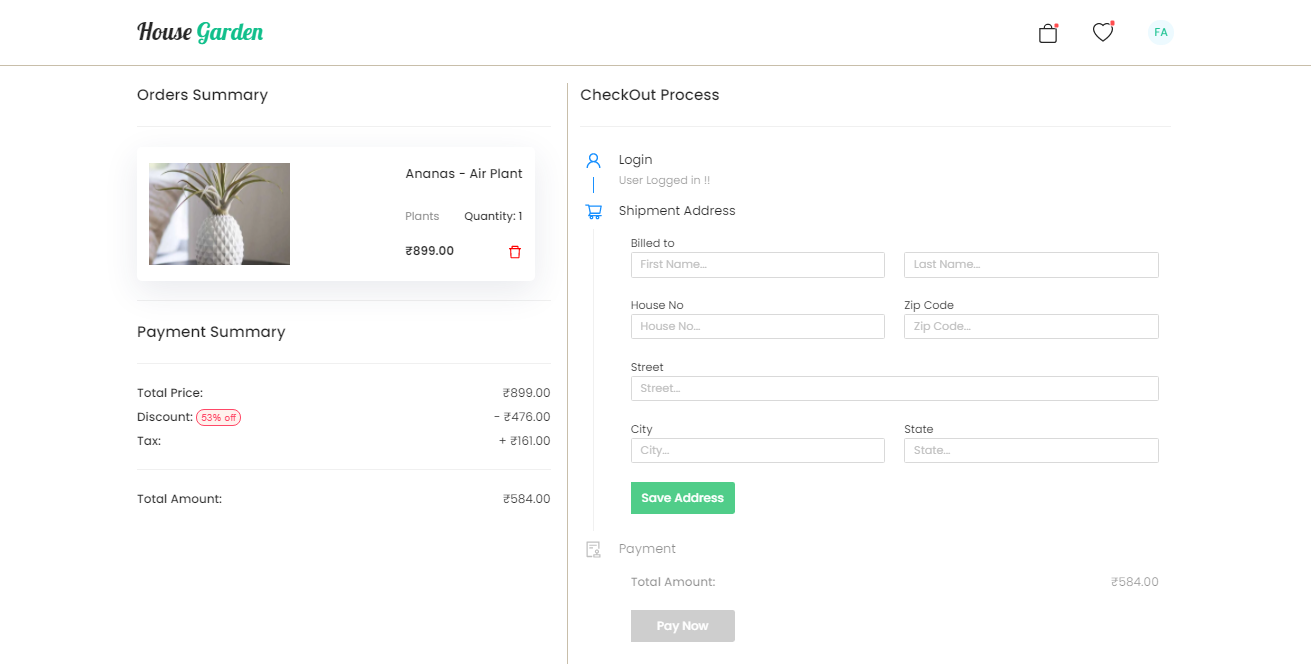 House Garden
FA
Orders Summary
Ananas - Air Plant
Plants Quantity: 1
₹899.00
Payment Summary
Total Price: ₹899.00
Discount: 53% off - ₹476.00
Tax: + ₹161.00
Total Amount: ₹584.00
CheckOut Process
Login
User Logged in !!
Shipment Address
Billed to
First Name... Last Name...
House No Zip Code
House No... Zip Code...
Street
Street...
City State
City... State...
Save Address
Payment
Total Amount: ₹584.00
Pay Now